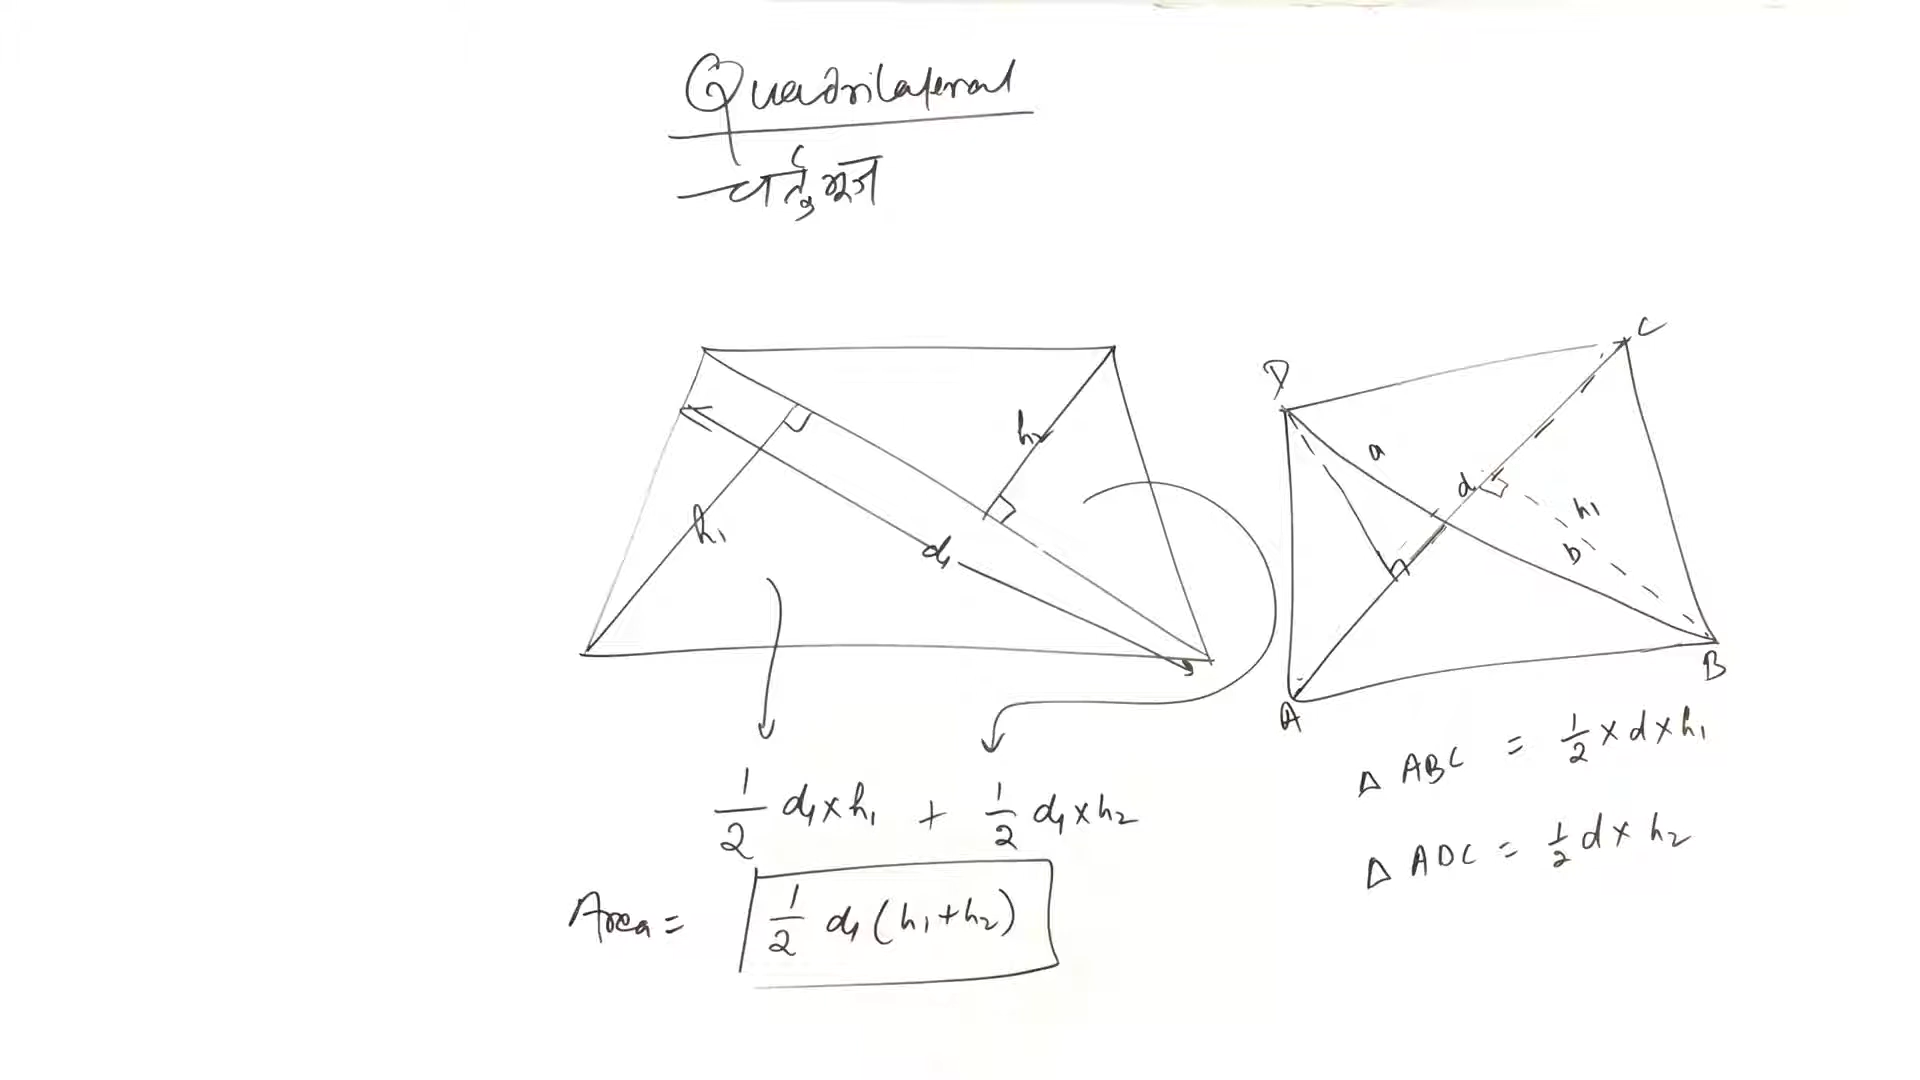 Quadrilateral
चर्तुभूज
h₁
d₁
h₂
D
C
a
d
h₁
b
A
B
1/2 d₁ × h₁ + 1/2 d₁ × h₂
Area = 1/2 d₁ (h₁ + h₂)
Δ ABC = 1/2 × d × h₁
Δ ADC = 1/2 d × h₂